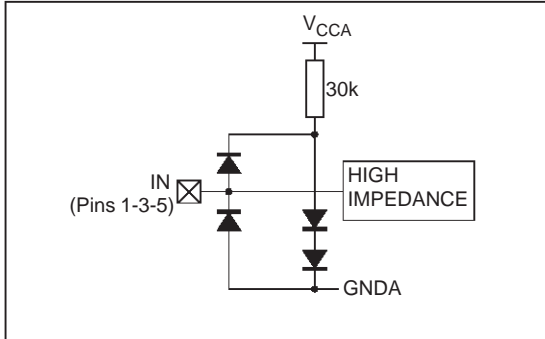 VCCA
30k
IN
(Pins 1-3-5)
HIGH
IMPEDANCE
GNDA